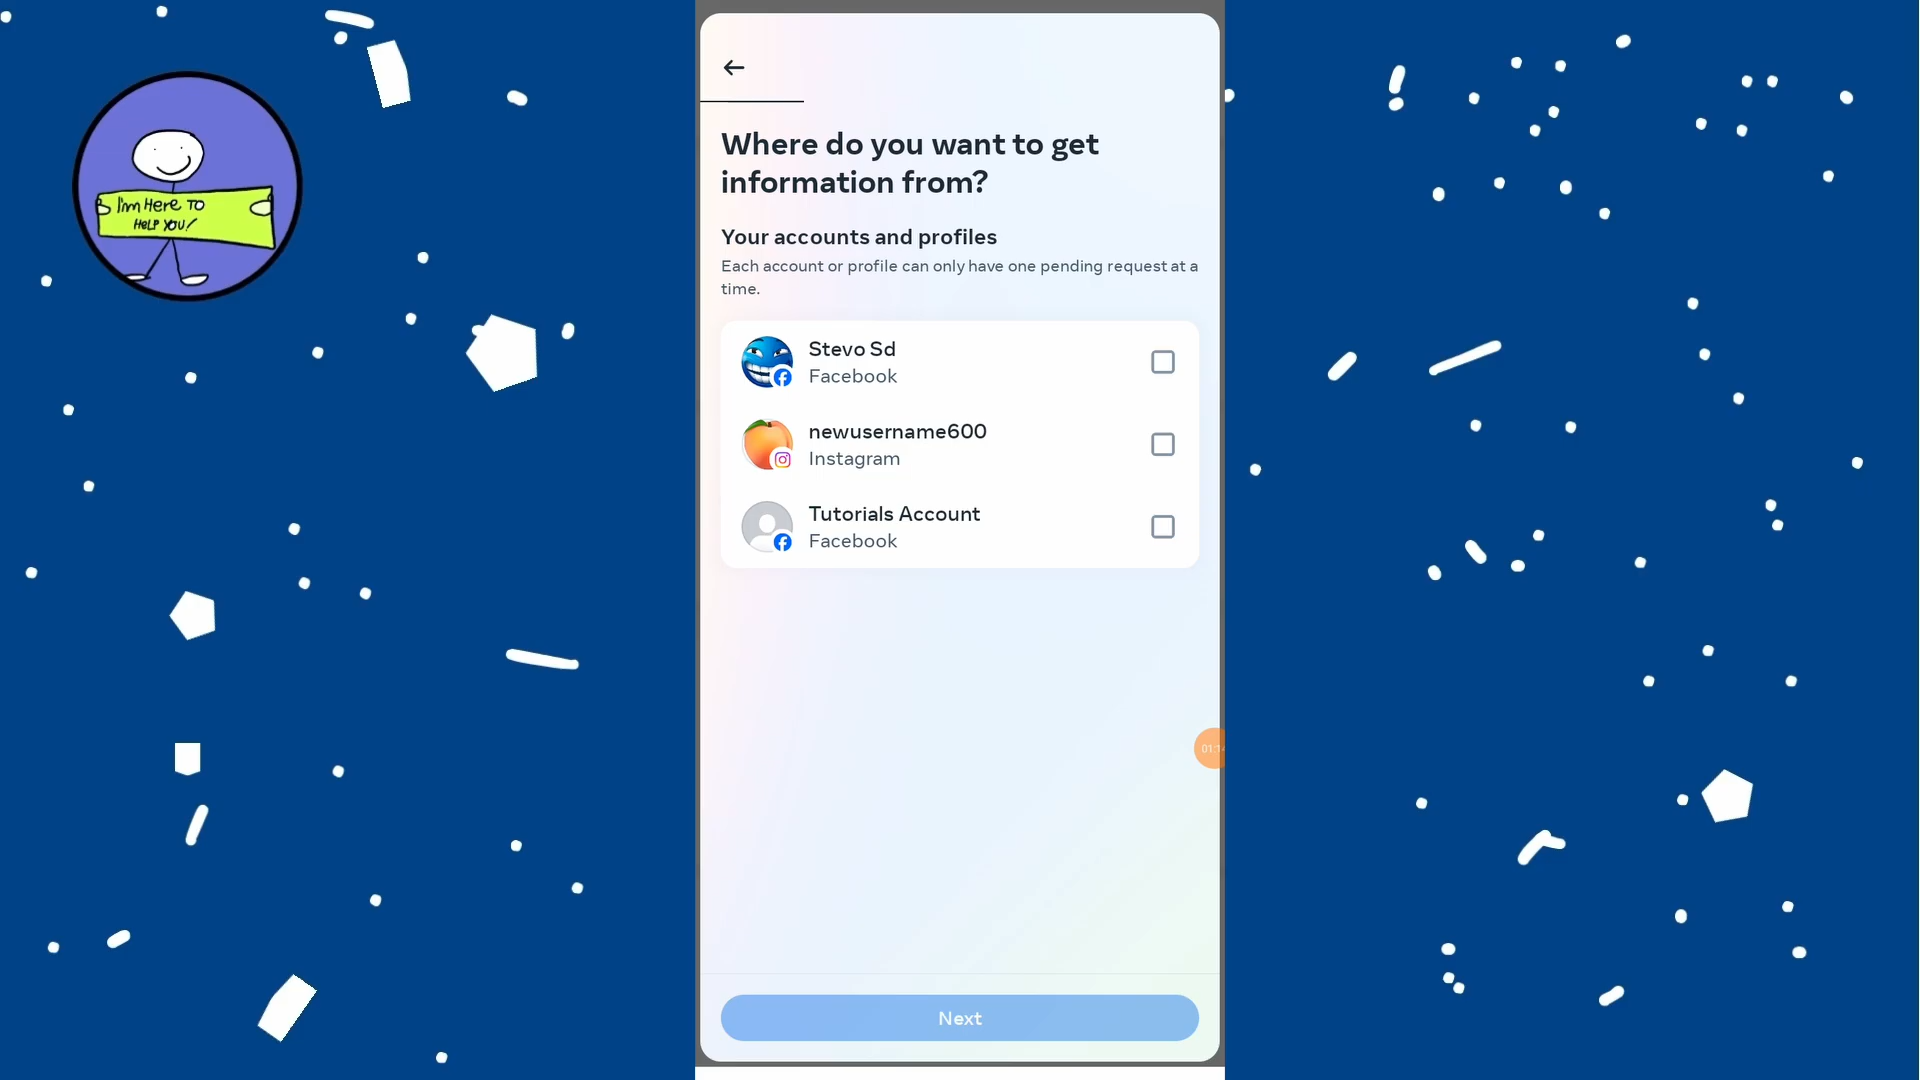 I'm HERE TO
HELP YOU!
Where do you want to get
information from?
Your accounts and profiles
Each account or profile can only have one pending request at a
time.
Stevo Sd
Facebook
newusername600
Instagram
Tutorials Account
Facebook
Next